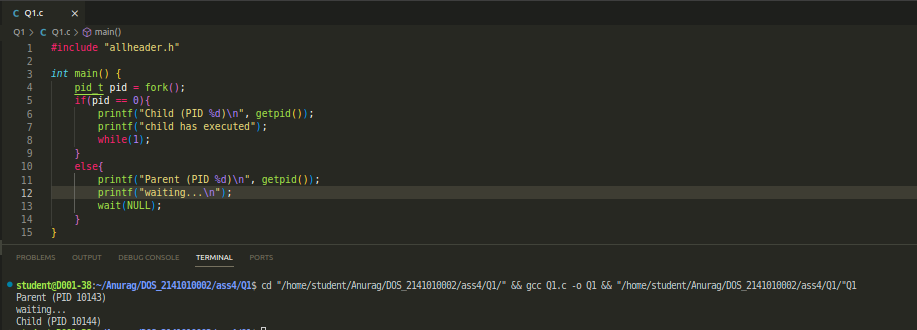 C Q1.c ×
Q1 > C Q1.c > main()
1 #include "allheader.h"
2
3 int main() {
4 pid_t pid = fork();
5 if(pid == 0){
6 printf("Child (PID %d)\n", getpid());
7 printf("child has executed");
8 while(1);
9 }
10 else{
11 printf("Parent (PID %d)\n", getpid());
12 printf("waiting...\n");
13 wait(NULL);
14 }
15 }
PROBLEMS OUTPUT DEBUG CONSOLE TERMINAL PORTS
student@D001-38:~/Anurag/DOS_2141010002/ass4/Q1$ cd "/home/student/Anurag/DOS_2141010002/ass4/Q1/" && gcc Q1.c -o Q1 && "/home/student/Anurag/DOS_2141010002/ass4/Q1/"Q1
Parent (PID 10143)
waiting...
Child (PID 10144)